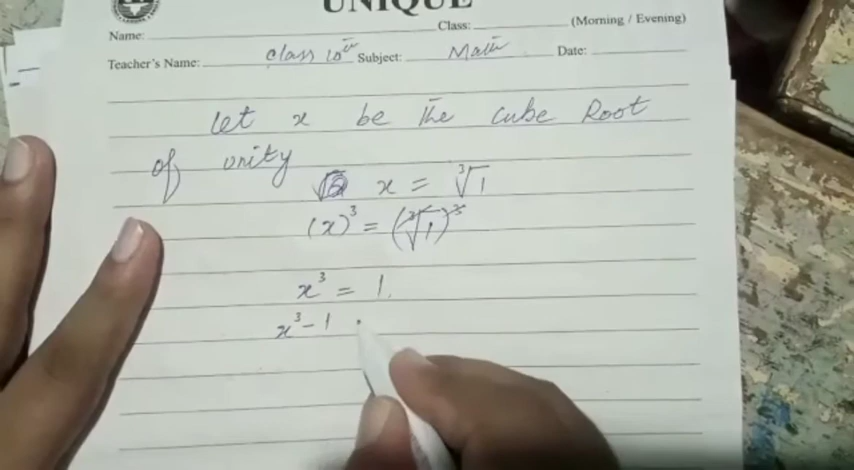 UNIQUE
Name: Class: (Morning / Evening)
Teacher's Name: Class 10th Subject: Math Date:
Let x be the cube Root
of unity
x = ∛1
(x)³ = (∛1)³
x³ = 1.
x³ - 1